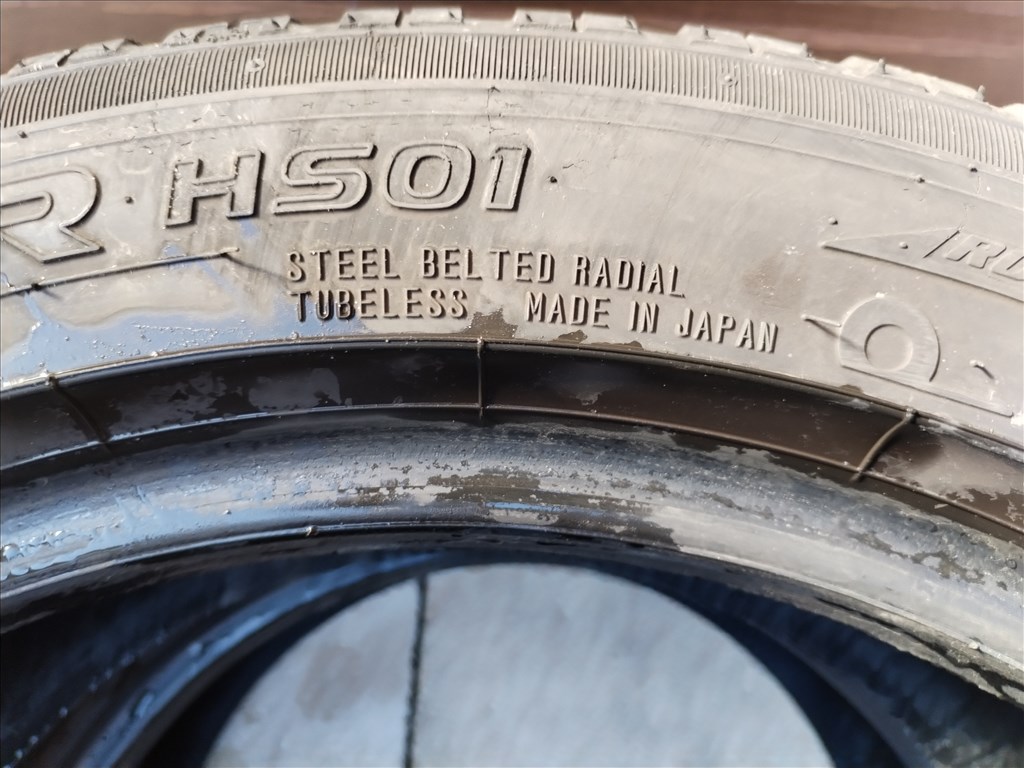 R HS01
STEEL BELTED RADIAL
TUBELESS MADE IN JAPAN